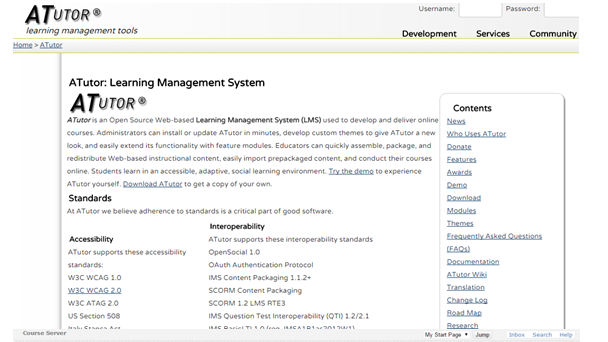 ATUTOR ®
learning management tools
Username: Password:
Development Services Community
Home > ATutor
ATutor: Learning Management System
ATUTOR ®
ATutor is an Open Source Web-based Learning Management System (LMS) used to develop and deliver online
courses. Administrators can install or update ATutor in minutes, develop custom themes to give ATutor a new
look, and easily extend its functionality with feature modules. Educators can quickly assemble, package, and
redistribute Web-based instructional content, easily import prepackaged content, and conduct their courses
online. Students learn in an accessible, adaptive, social learning environment. Try the demo to experience
ATutor yourself. Download ATutor to get a copy of your own.
Standards
At ATutor we believe adherence to standards is a critical part of good software.
Accessibility
ATutor supports these accessibility
standards:
W3C WCAG 1.0
W3C WCAG 2.0
W3C ATAG 2.0
US Section 508
Italy Stanca Act
Interoperability
ATutor supports these interoperability standards
OpenSocial 1.0
OAuth Authentication Protocol
IMS Content Packaging 1.1.2+
SCORM Content Packaging
SCORM 1.2 LMS RTE3
IMS Question Test Interoperability (QTI) 1.2/2.1
IMS BasicLTI 1.0
Contents
News
Who Uses ATutor
Donate
Features
Awards
Demo
Download
Modules
Themes
Frequently Asked Questions
(FAQs)
Documentation
ATutor Wiki
Translation
Change Log
Road Map
Research
Course Server
My Start Page Jump Inbox Search Help